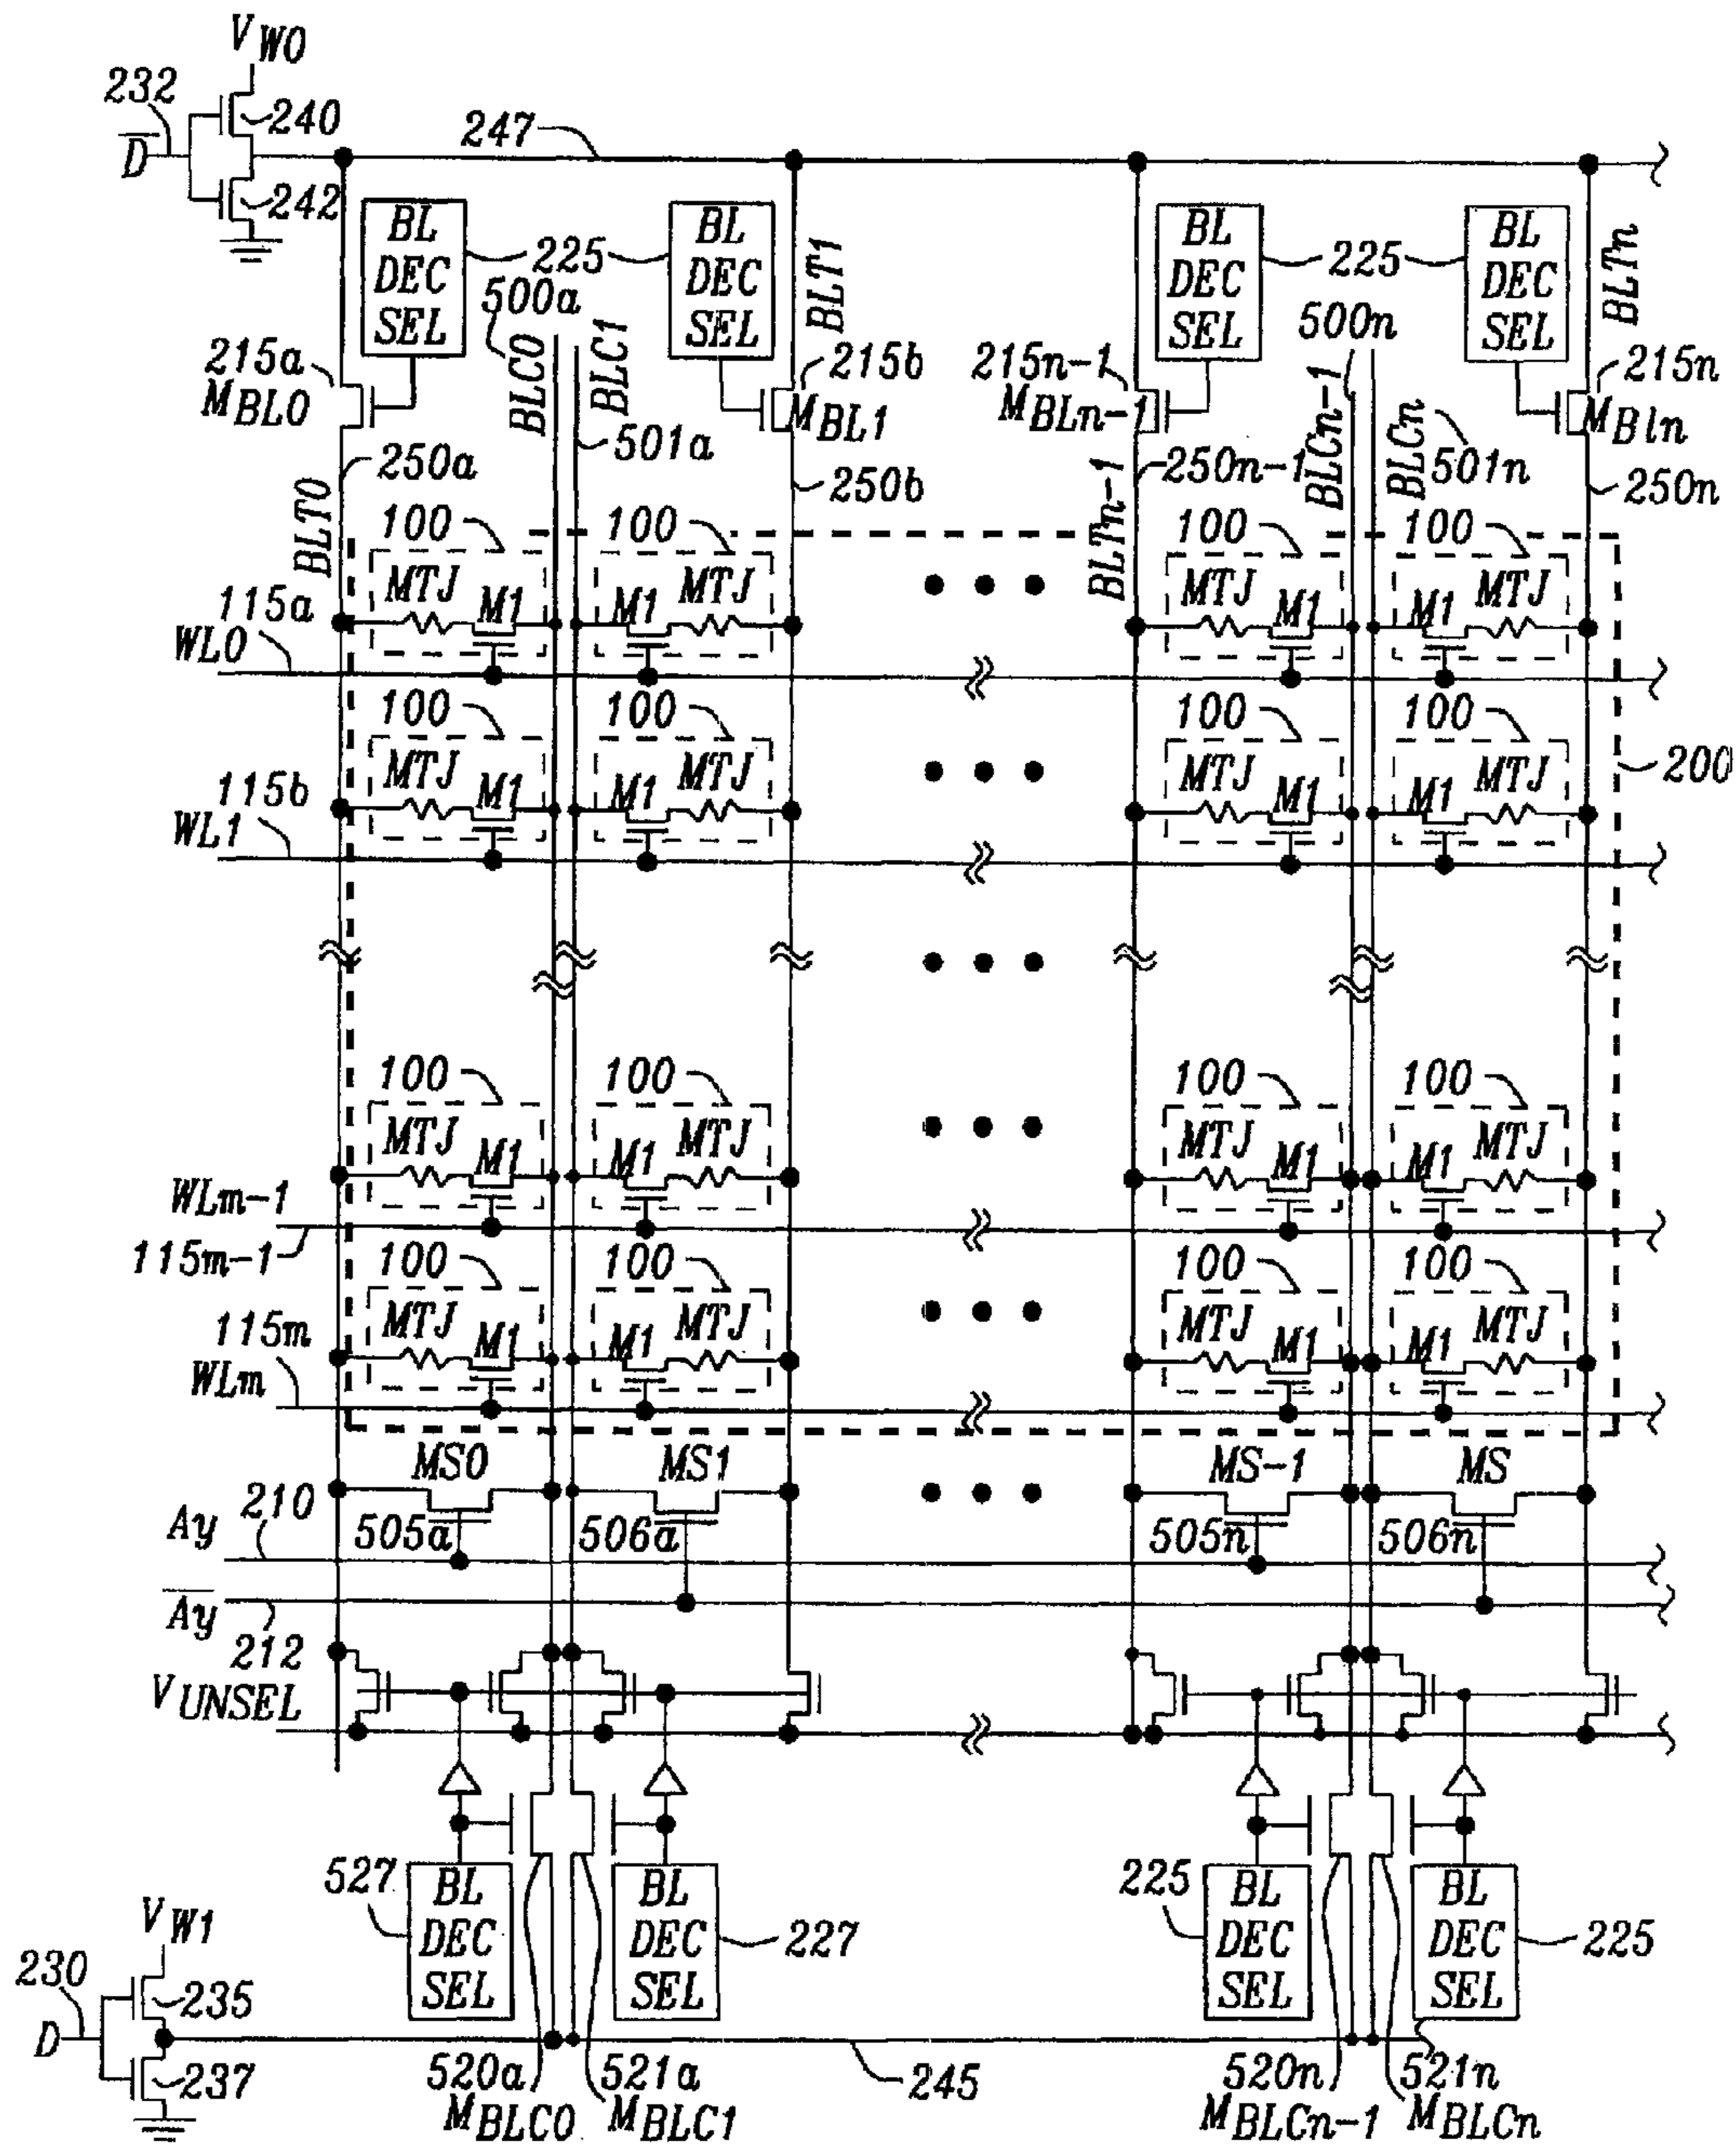 VW0
232
D
240
242
247
BL DEC SEL
225
BL DEC SEL
BL DEC SEL
225
BL DEC SEL
500a
BLC0
BLC1
501a
BLT1
500n
BLCn-1
BLCn
501n
BLTn
215a
MBL0
215b
MBL1
215n-1
MBLn-1
215n
MBln
250a
BLT0
250b
BLTn-1
250n-1
250n
100
100
100
100
115a
MTJ M1
M1 MTJ
MTJ M1
M1 MTJ
WL0
100
100
100
100
200
115b
MTJ M1
M1 MTJ
MTJ M1
M1 MTJ
WL1
100
100
100
100
MTJ M1
M1 MTJ
MTJ M1
M1 MTJ
WLm-1
115m-1
100
100
100
100
115m
MTJ M1
M1 MTJ
MTJ M1
M1 MTJ
WLm
MS0
MS1
MS-1
MS
Ay
210
505a
506a
505n
506n
Ay
212
VUNSEL
527
BL DEC SEL
BL DEC SEL
227
225
BL DEC SEL
BL DEC SEL
225
VW1
230
D
235
237
520a
MBLC0
521a
MBLC1
245
520n
MBLCn-1
521n
MBLCn